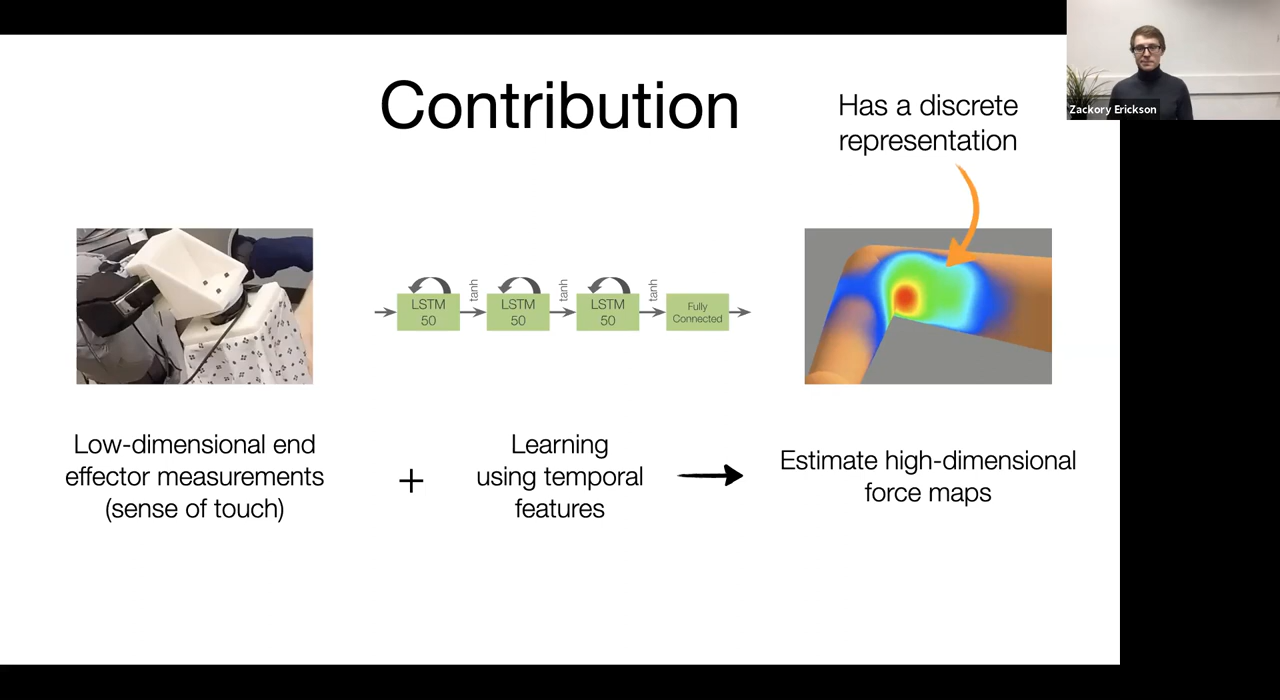 Contribution
Has a discrete
representation
Zackory Erickson
LSTM
50
tanh
LSTM
50
tanh
LSTM
50
tanh
Fully
Connected
Low-dimensional end
effector measurements
(sense of touch)
+
Learning
using temporal
features
Estimate high-dimensional
force maps